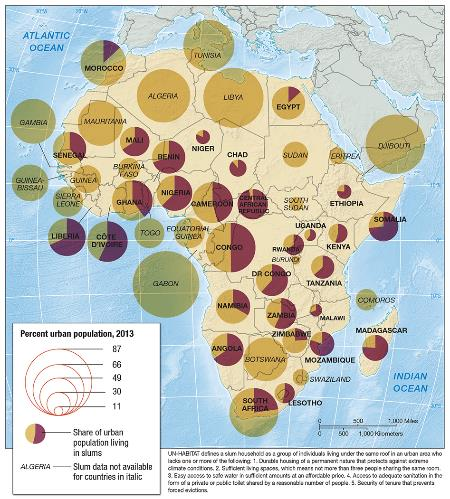 ATLANTIC
OCEAN
TUNISIA
MOROCCO
ALGERIA
LIBYA
EGYPT
GAMBIA
MAURITANIA
DJIBOUTI
SENEGAL
MALI
NIGER
BENIN
CHAD
SUDAN
ERITREA
GUINEA-
BISSAU
GUINEA
BURKINA
FASO
SIERRA
LEONE
GHANA
NIGERIA
CAMEROON
CENTRAL
AFRICAN
REPUBLIC
SOUTH
SUDAN
ETHIOPIA
SOMALIA
LIBERIA
CÔTE
D'IVOIRE
TOGO
EQUATORIAL
GUINEA
CONGO
UGANDA
RWANDA
BURUNDI
KENYA
GABON
DR CONGO
TANZANIA
COMOROS
NAMIBIA
ZAMBIA
MALAWI
ZIMBABWE
MADAGASCAR
ANGOLA
MOZAMBIQUE
BOTSWANA
SWAZILAND
SOUTH
AFRICA
LESOTHO
INDIAN
OCEAN
0 500 1,000 Miles
0 500 1,000 Kilometers
Percent urban population, 2013
87
66
49
30
11
Share of urban
population living
in slums
ALGERIA Slum data not available
for countries in italic
UN-HABITAT defines a slum household as a group of individuals living under the same roof in an urban area who
lacks one or more of the following: 1. Durable housing of a permanent nature that protects against extreme
climate conditions. 2. Sufficient living spaces, which means not more than three people sharing the same room.
3. Easy access to safe water in sufficient amounts at an affordable price. 4. Access to adequate sanitation in the
form of a private or public toilet shared by a reasonable number of people. 5. Security of tenure that prevents
forced evictions.